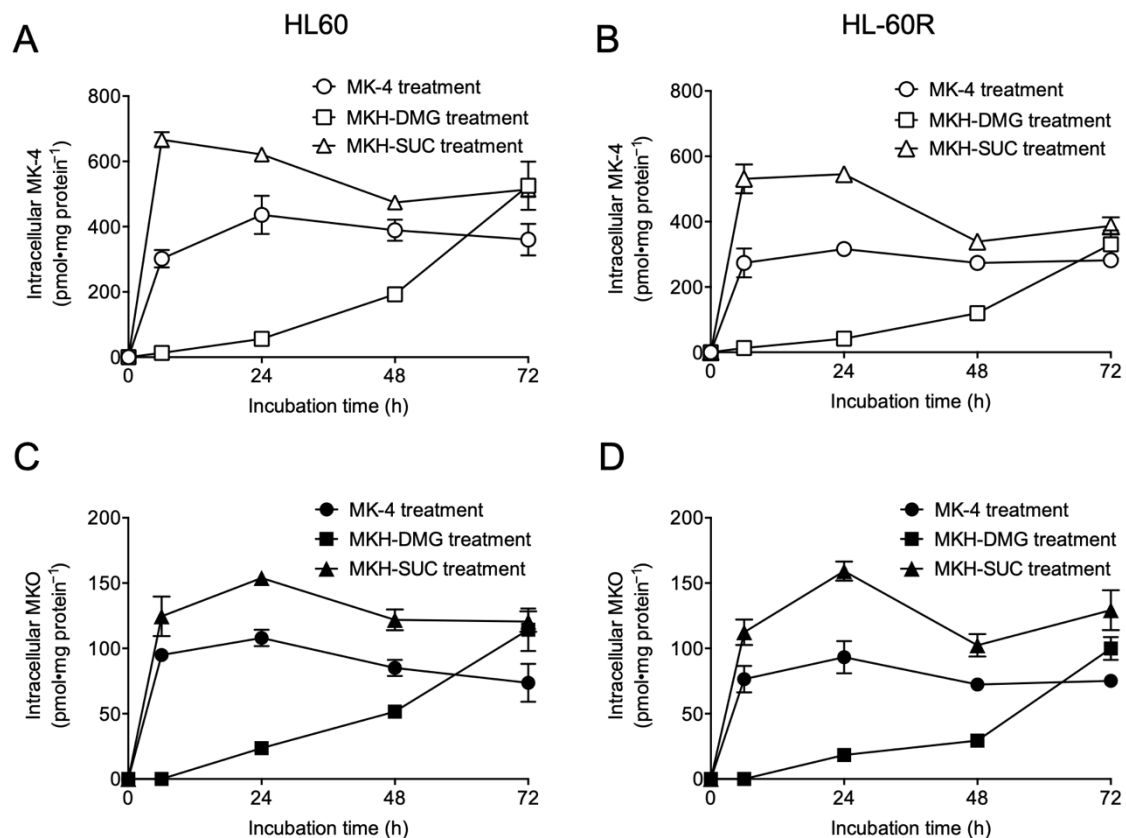 HL60
HL-60R
A
MK-4 treatment
MKH-DMG treatment
MKH-SUC treatment
Intracellular MK-4
(pmol•mg protein⁻¹)
800
600
400
200
0
0 24 48 72
Incubation time (h)
B
MK-4 treatment
MKH-DMG treatment
MKH-SUC treatment
Intracellular MK-4
(pmol•mg protein⁻¹)
800
600
400
200
0
0 24 48 72
Incubation time (h)
C
MK-4 treatment
MKH-DMG treatment
MKH-SUC treatment
Intracellular MKO
(pmol•mg protein⁻¹)
200
150
100
50
0
0 24 48 72
Incubation time (h)
D
MK-4 treatment
MKH-DMG treatment
MKH-SUC treatment
Intracellular MKO
(pmol•mg protein⁻¹)
200
150
100
50
0
0 24 48 72
Incubation time (h)